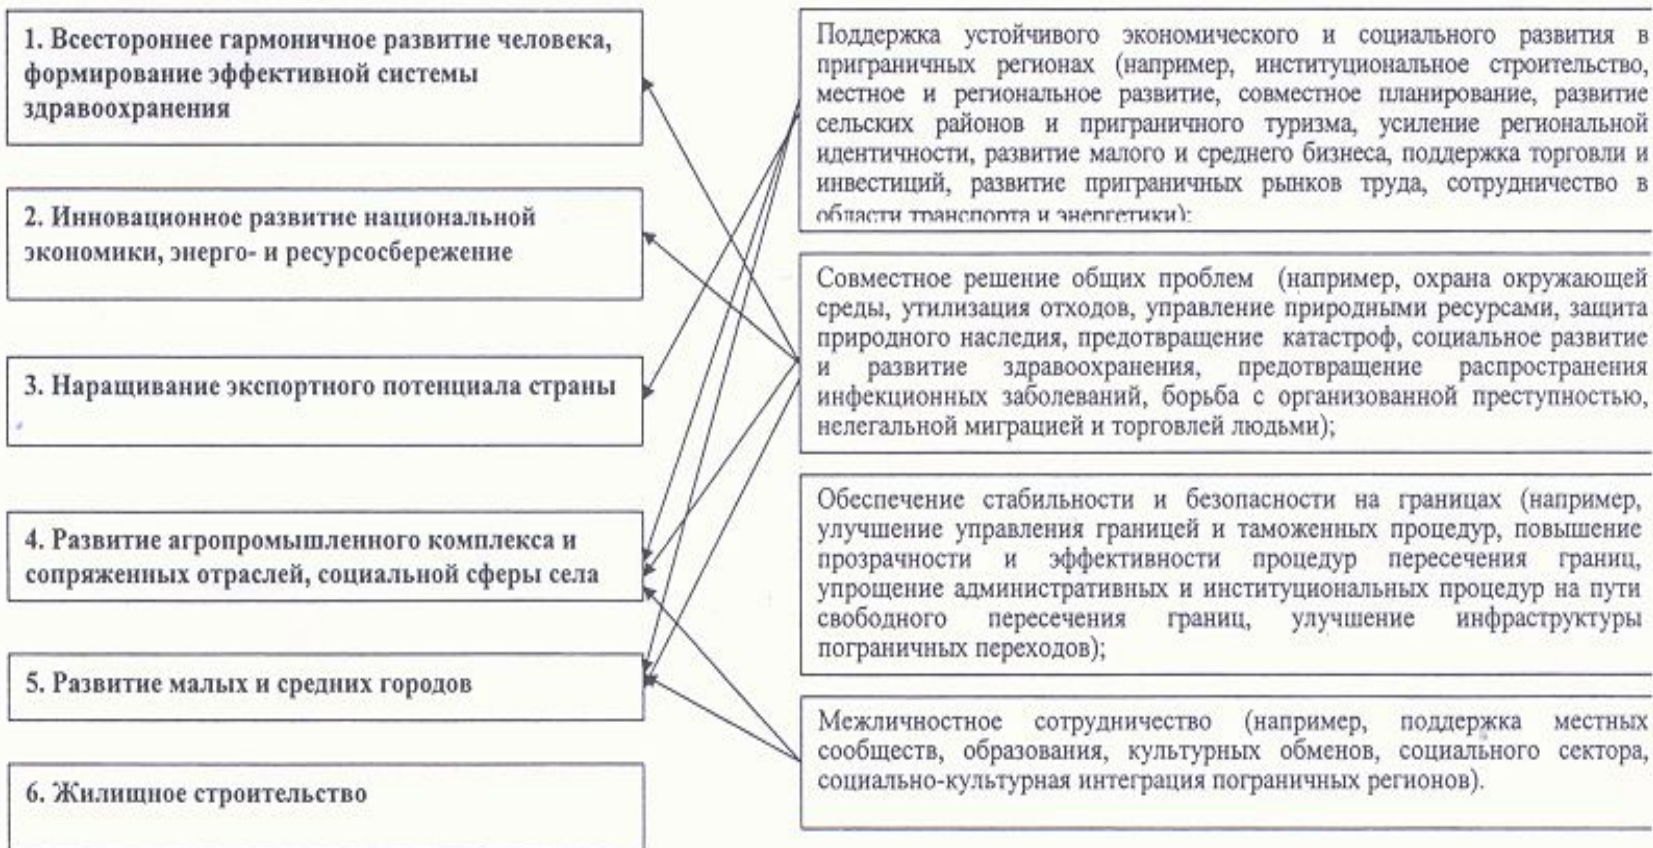 1. Всестороннее гармоничное развитие человека,
формирование эффективной системы
здравоохранения
2. Инновационное развитие национальной
экономики, энерго- и ресурсосбережение
3. Наращивание экспортного потенциала страны
4. Развитие агропромышленного комплекса и
сопряженных отраслей, социальной сферы села
5. Развитие малых и средних городов
6. Жилищное строительство
Поддержка устойчивого экономического и социального развития в
приграничных регионах (например, институциональное строительство,
местное и региональное развитие, совместное планирование, развитие
сельских районов и приграничного туризма, усиление региональной
идентичности, развитие малого и среднего бизнеса, поддержка торговли и
инвестиций, развитие приграничных рынков труда, сотрудничество в
области транспорта и энергетики);
Совместное решение общих проблем (например, охрана окружающей
среды, утилизация отходов, управление природными ресурсами, защита
природного наследия, предотвращение катастроф, социальное развитие
и развитие здравоохранения, предотвращение распространения
инфекционных заболеваний, борьба с организованной преступностью,
нелегальной миграцией и торговлей людьми);
Обеспечение стабильности и безопасности на границах (например,
улучшение управления границей и таможенных процедур, повышение
прозрачности и эффективности процедур пересечения границ,
упрощение административных и институциональных процедур на пути
свободного пересечения границ, улучшение инфраструктуры
пограничных переходов);
Межличностное сотрудничество (например, поддержка местных
сообществ, образования, культурных обменов, социального сектора,
социально-культурная интеграция пограничных регионов).